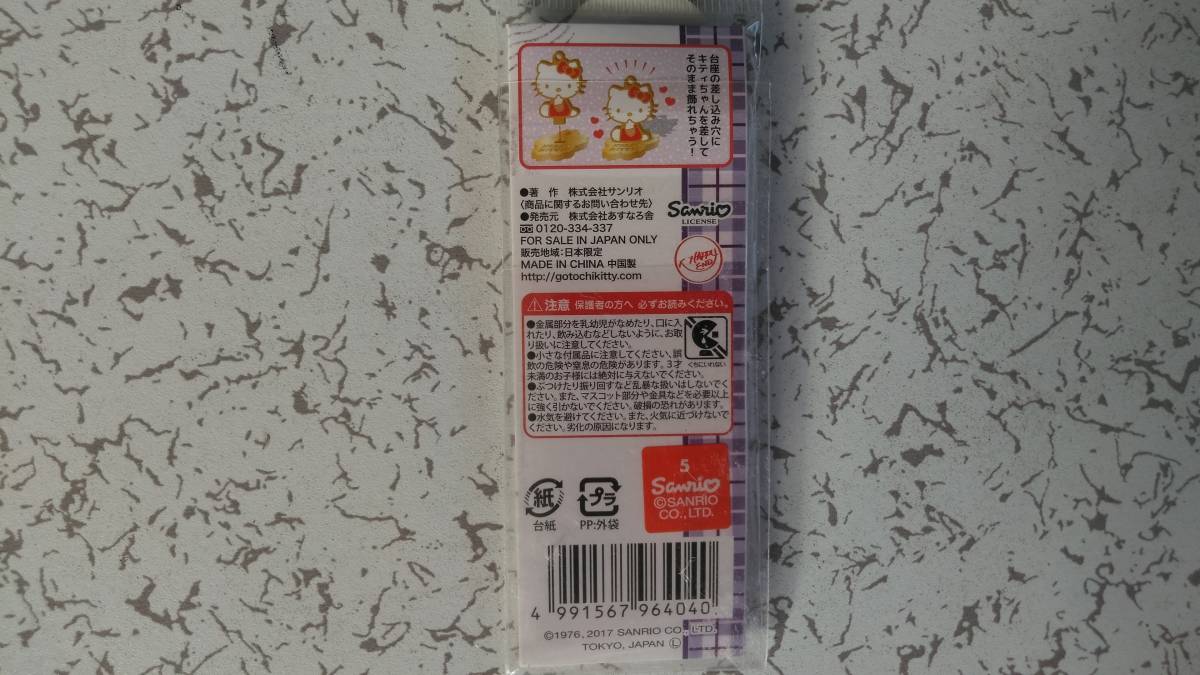 台座の差し込み穴に
キティちゃんを差して
そのまま飾れちゃう！
●著　作　株式会社サンリオ
〈商品に関するお問い合わせ先〉
●発売元　株式会社あすなろ舎
0120-334-337
FOR SALE IN JAPAN ONLY
販売地域：日本限定
MADE IN CHINA 中国製
http://gotochikitty.com
Sanrio
LICENSE
注意 保護者の方へ 必ずお読みください。
●金属部分を乳幼児がなめたり、口に入
れたり、飲み込むなどしないように、お取
り扱いに注意してください。
●小さな付属品に注意してください、誤
飲の危険や窒息の危険があります。3才
未満のお子様には絶対に与えないでください。
くちにいれない
●ぶつけたり振り回すなど乱暴な扱いはしないでく
ださい。また、マスコット部分や金具などを必要以上
に強く引かないでください。破損の恐れがあります。
●水気を避けてください。また、火気に近づけないで
ください。劣化の原因になります。
紙
台紙
プラ
PP:外袋
5
Sanrio
©SANRIO
CO.,LTD.
4 991567 964040
©1976, 2017 SANRIO CO., LTD.
TOKYO, JAPAN Ⓛ